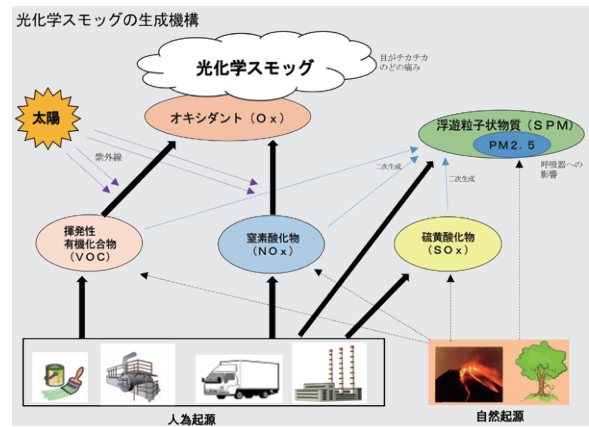 光化学スモッグの生成機構
光化学スモッグ
目がチカチカ
のどの痛み
太陽
オキシダント（Ｏｘ）
浮遊粒子状物質（ＳＰＭ）
ＰＭ２．５
紫外線
二次生成
呼吸器への
影響
二次生成
揮発性
有機化合物
（ＶＯＣ）
窒素酸化物
（ＮＯｘ）
硫黄酸化物
（ＳＯｘ）
人為起源
自然起源